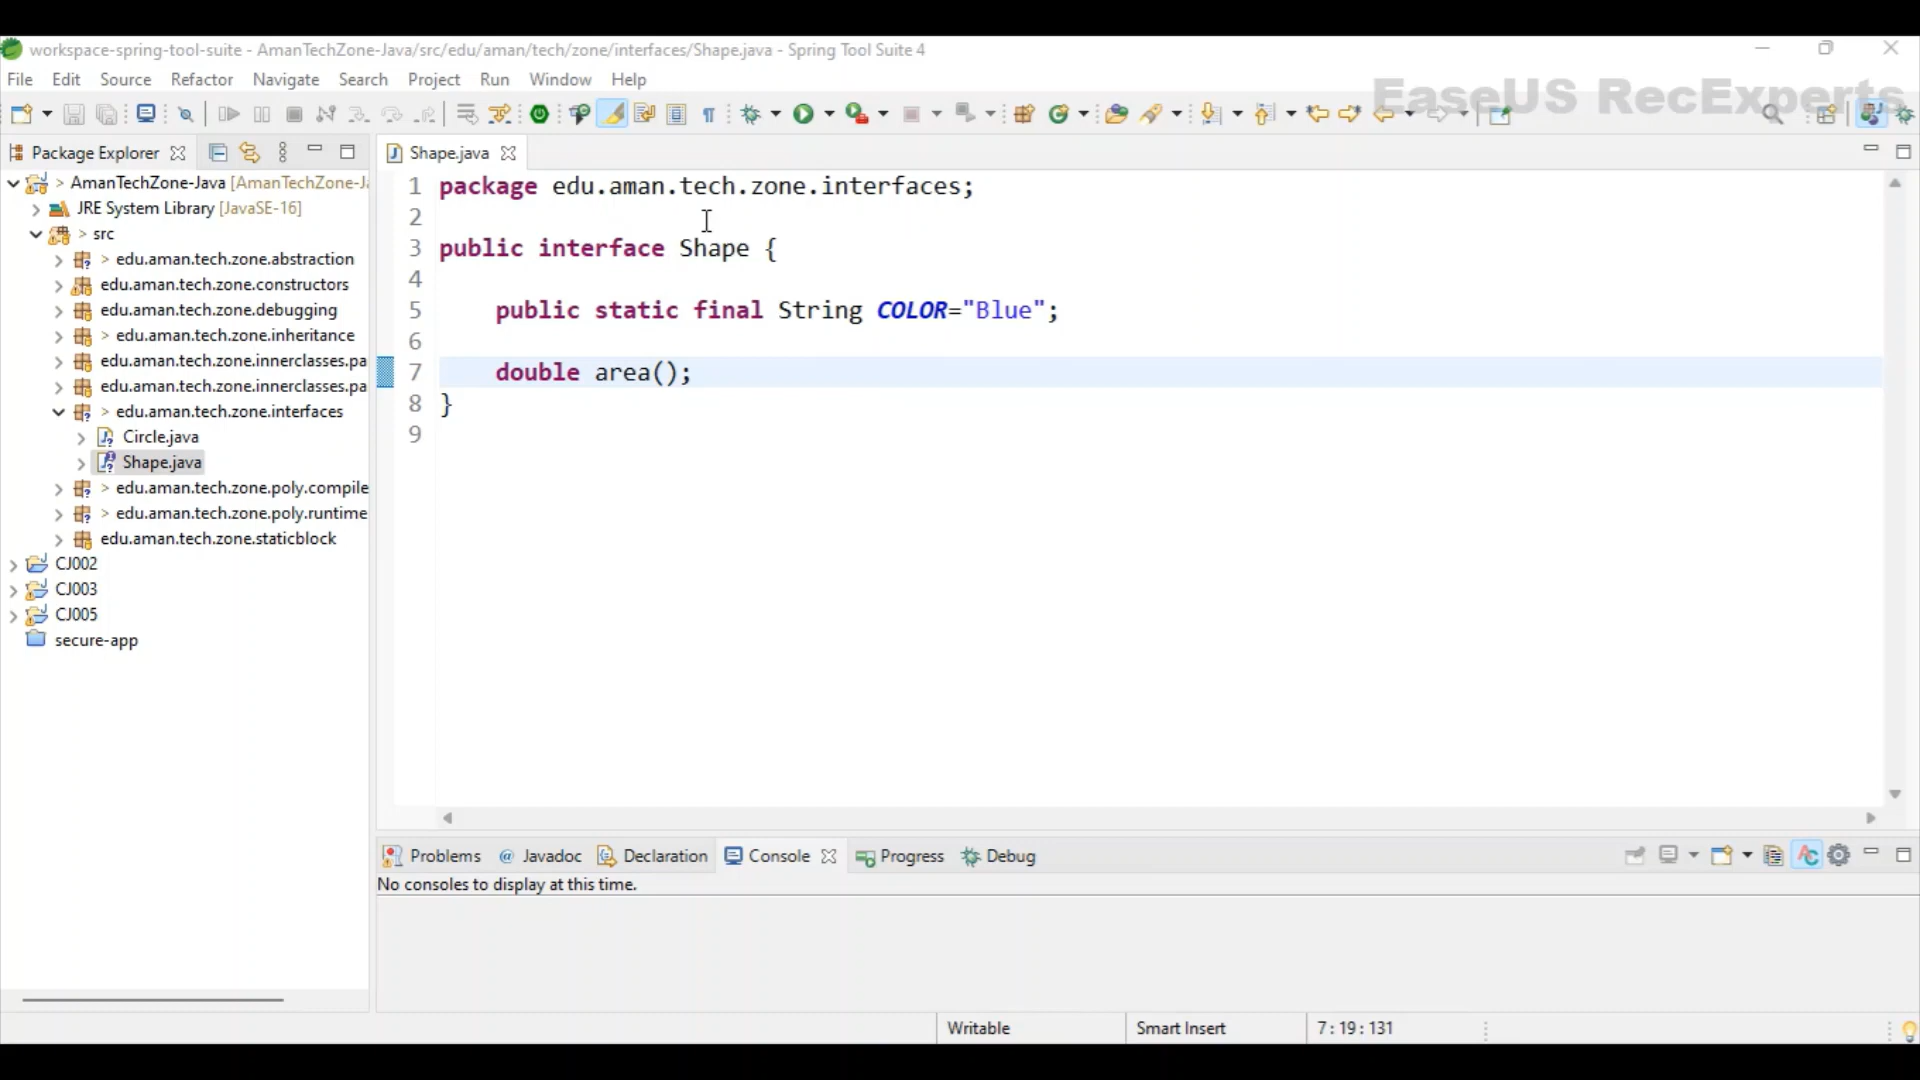 workspace-spring-tool-suite - AmanTechZone-Java/src/edu/aman/tech/zone/interfaces/Shape.java - Spring Tool Suite 4
File Edit Source Refactor Navigate Search Project Run Window Help
EaseUS RecExperts
Package Explorer
Shape.java
> AmanTechZone-Java [AmanTechZone-J
JRE System Library [JavaSE-16]
> src
> edu.aman.tech.zone.abstraction
edu.aman.tech.zone.constructors
edu.aman.tech.zone.debugging
> edu.aman.tech.zone.inheritance
edu.aman.tech.zone.innerclasses.pa
edu.aman.tech.zone.innerclasses.pa
> edu.aman.tech.zone.interfaces
Circle.java
Shape.java
> edu.aman.tech.zone.poly.compile
> edu.aman.tech.zone.poly.runtime
edu.aman.tech.zone.staticblock
CJ002
CJ003
CJ005
secure-app
1 package edu.aman.tech.zone.interfaces;
2
3 public interface Shape {
4
5 public static final String COLOR="Blue";
6
7 double area();
8 }
9
Problems @ Javadoc Declaration Console Progress Debug
No consoles to display at this time.
Writable Smart Insert 7 : 19 : 131